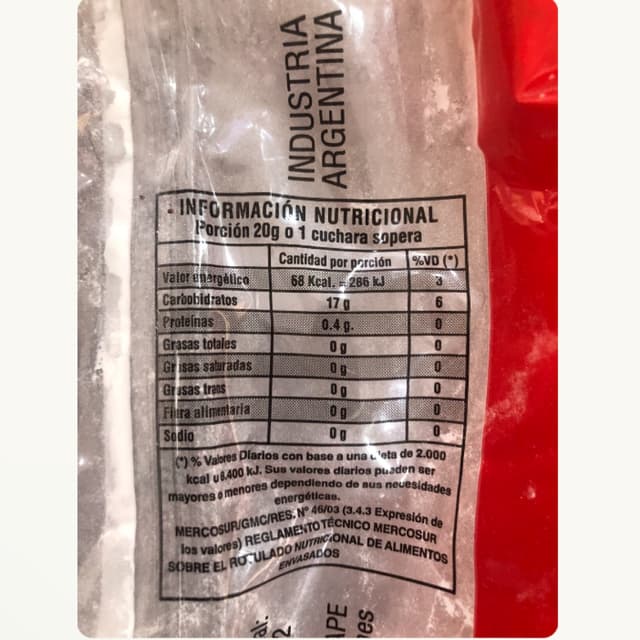 INDUSTRIA
ARGENTINA
INFORMACIÓN NUTRICIONAL
Porción 20g o 1 cuchara sopera
Cantidad por porción %VD (*)
Valor energético 68 Kcal. = 286 kJ 3
Carbohidratos 17 g 6
Proteínas 0.4 g. 0
Grasas totales 0 g 0
Grasas saturadas 0 g 0
Grasas trans 0 g 0
Fibra alimentaria 0 g 0
Sodio 0 g 0
(*) % Valores Diarios con base a una dieta de 2.000
kcal u 8.400 kJ. Sus valores diarios pueden ser
mayores o menores dependiendo de sus necesidades
energéticas.
MERCOSUR/GMC/RES. Nº 46/03 (3.4.3 Expresión de
los valores) REGLAMENTO TÉCNICO MERCOSUR
SOBRE EL ROTULADO NUTRICIONAL DE ALIMENTOS
ENVASADOS